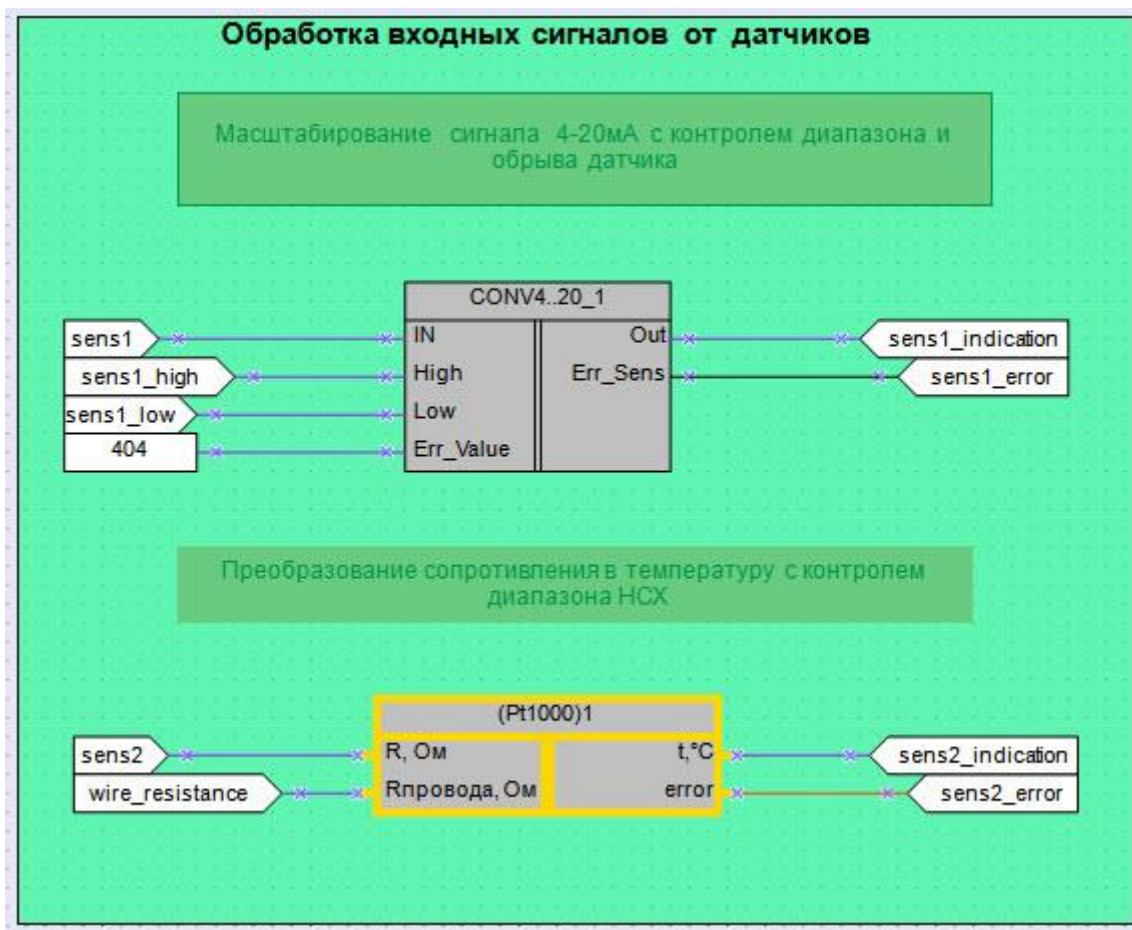 Обработка входных сигналов от датчиков
Масштабирование сигнала 4-20мА с контролем диапазона и
обрыва датчика
CONV4..20_1
sens1
IN
Out
sens1_indication
sens1_high
High
Err_Sens
sens1_error
sens1_low
Low
404
Err_Value
Преобразование сопротивления в температуру с контролем
диапазона НСХ
(Pt1000)1
sens2
R, Ом
t,°C
sens2_indication
wire_resistance
Rпровода, Ом
error
sens2_error